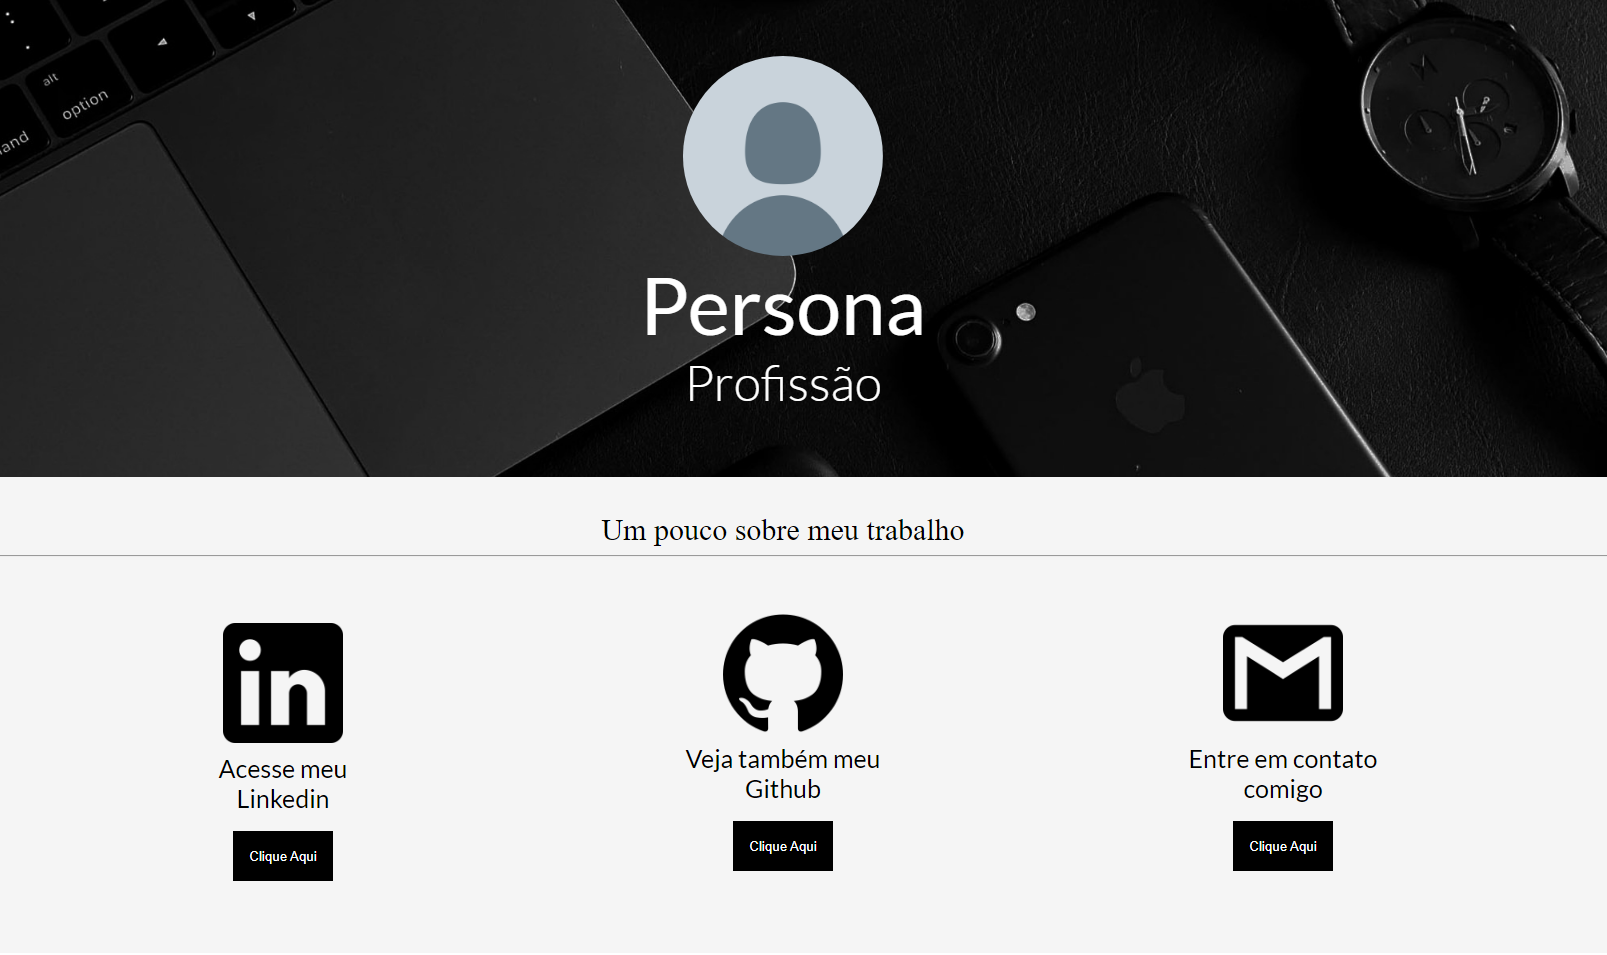 alt
option
and
Persona
Profissão
Um pouco sobre meu trabalho
in
Acesse meu
Linkedin
Clique Aqui
Veja também meu
Github
Clique Aqui
M
Entre em contato
comigo
Clique Aqui